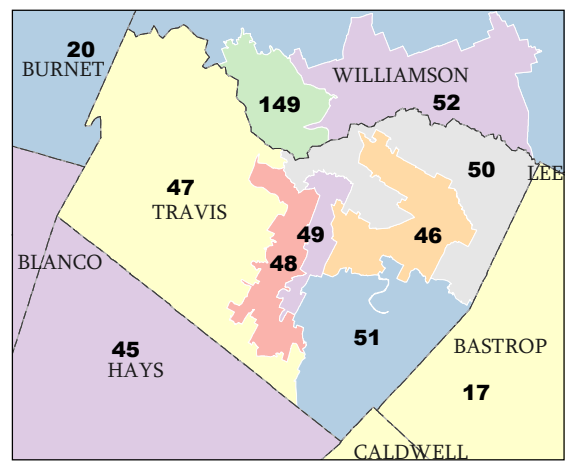 20
BURNET
WILLIAMSON
149
52
50
LEE
47
TRAVIS
49
46
48
BLANCO
51
45
HAYS
BASTROP
17
CALDWELL